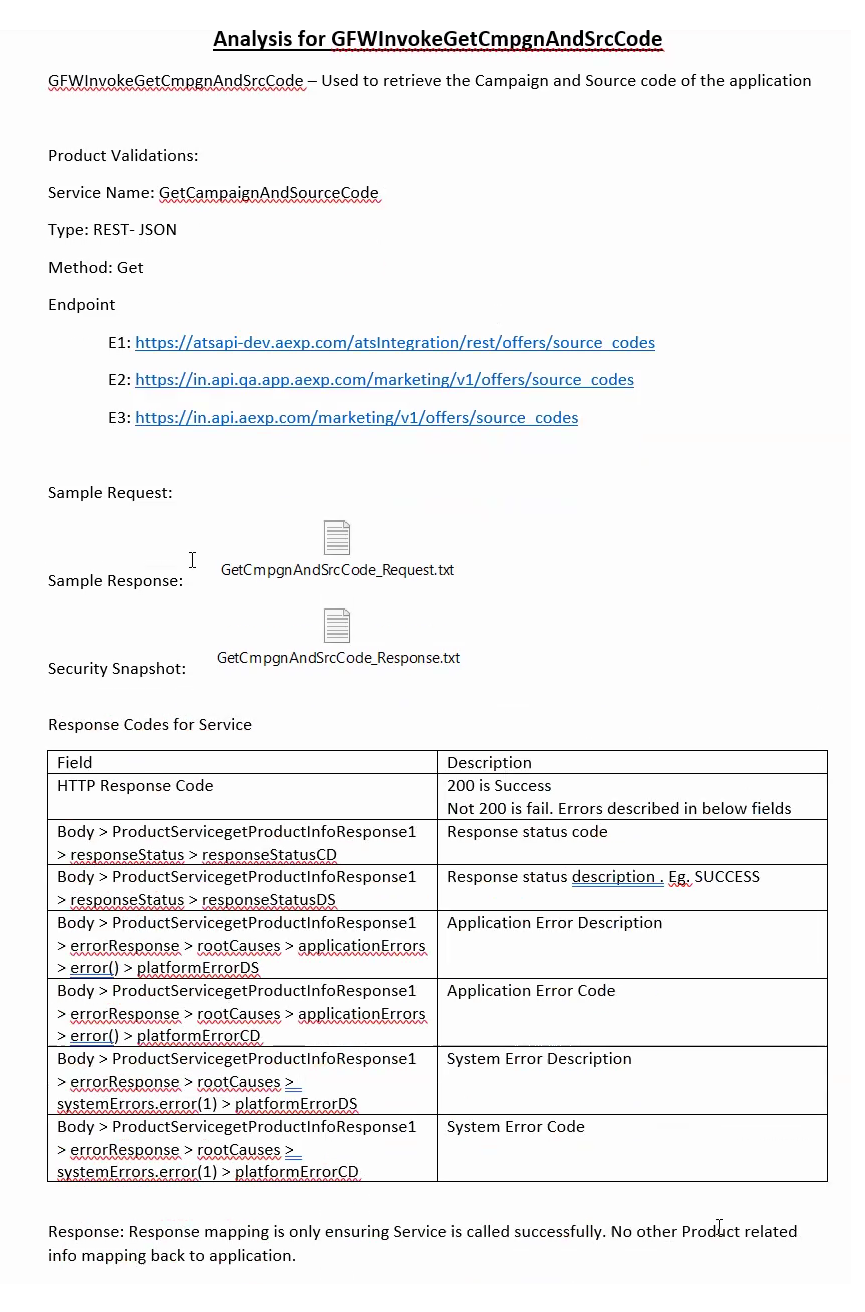 Analysis for GFWInvokeGetCmpgnAndSrcCode
GFWInvokeGetCmpgnAndSrcCode – Used to retrieve the Campaign and Source code of the application
Product Validations:
Service Name: GetCampaignAndSourceCode
Type: REST- JSON
Method: Get
Endpoint
E1: https://atsapi-dev.aexp.com/atsIntegration/rest/offers/source_codes
E2: https://in.api.qa.app.aexp.com/marketing/v1/offers/source_codes
E3: https://in.api.aexp.com/marketing/v1/offers/source_codes
Sample Request:
GetCmpgnAndSrcCode_Request.txt
Sample Response:
GetCmpgnAndSrcCode_Response.txt
Security Snapshot:
Response Codes for Service
Field Description
HTTP Response Code 200 is Success
Not 200 is fail. Errors described in below fields
Body > ProductServicegetProductInfoResponse1 Response status code
> responseStatus > responseStatusCD
Body > ProductServicegetProductInfoResponse1 Response status description . Eg. SUCCESS
> responseStatus > responseStatusDS
Body > ProductServicegetProductInfoResponse1 Application Error Description
> errorResponse > rootCauses > applicationErrors
> error() > platformErrorDS
Body > ProductServicegetProductInfoResponse1 Application Error Code
> errorResponse > rootCauses > applicationErrors
> error() > platformErrorCD
Body > ProductServicegetProductInfoResponse1 System Error Description
> errorResponse > rootCauses >
systemErrors.error(1) > platformErrorDS
Body > ProductServicegetProductInfoResponse1 System Error Code
> errorResponse > rootCauses >
systemErrors.error(1) > platformErrorCD
Response: Response mapping is only ensuring Service is called successfully. No other Product related
info mapping back to application.